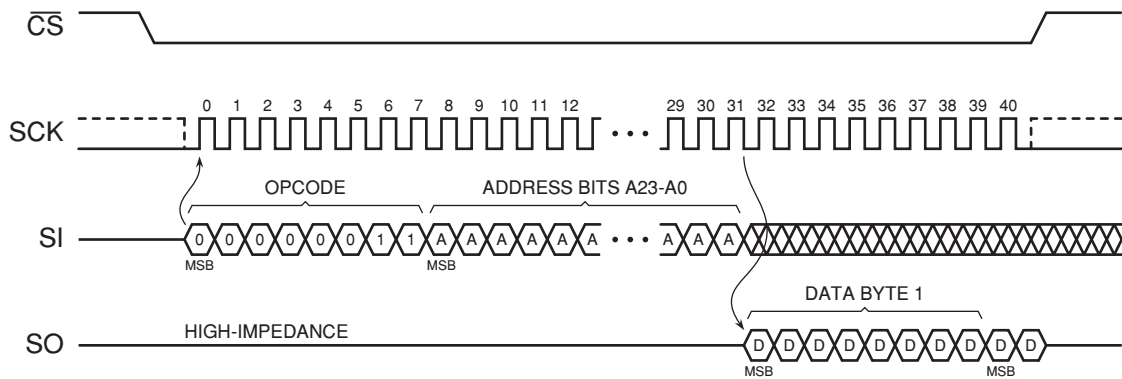 CS
0 1 2 3 4 5 6 7 8 9 10 11 12 29 30 31 32 33 34 35 36 37 38 39 40
SCK
OPCODE ADDRESS BITS A23-A0
SI 0 0 0 0 0 0 1 1 A A A A A A A A A
MSB MSB
DATA BYTE 1
HIGH-IMPEDANCE
SO D D D D D D D D D D
MSB MSB